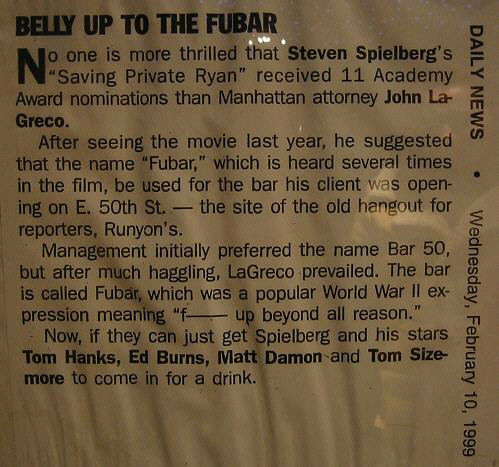 BELLY UP TO THE FUBAR
No one is more thrilled that Steven Spielberg's
"Saving Private Ryan" received 11 Academy
Award nominations than Manhattan attorney John La-
Greco.
After seeing the movie last year, he suggested
that the name "Fubar," which is heard several times
in the film, be used for the bar his client was open-
ing on E. 50th St. — the site of the old hangout for
reporters, Runyon's.
Management initially preferred the name Bar 50,
but after much haggling, LaGreco prevailed. The bar
is called Fubar, which was a popular World War II ex-
pression meaning "f—— up beyond all reason."
Now, if they can just get Spielberg and his stars
Tom Hanks, Ed Burns, Matt Damon and Tom Size-
more to come in for a drink.
DAILY NEWS • Wednesday, February 10, 1999